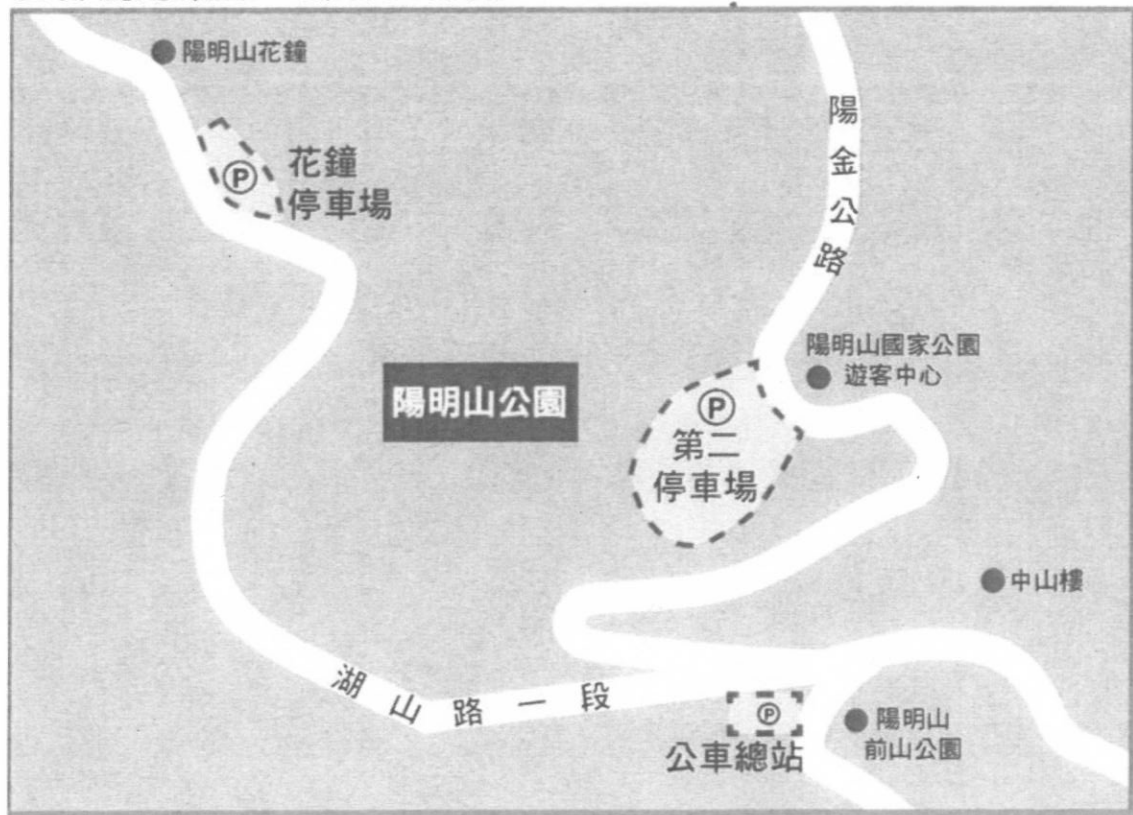 陽明山花鐘
Ⓟ
花鐘
停車場
陽金公路
陽明山國家公園
遊客中心
陽明山公園
Ⓟ
第二
停車場
中山樓
湖山路一段
Ⓟ
公車總站
陽明山
前山公園